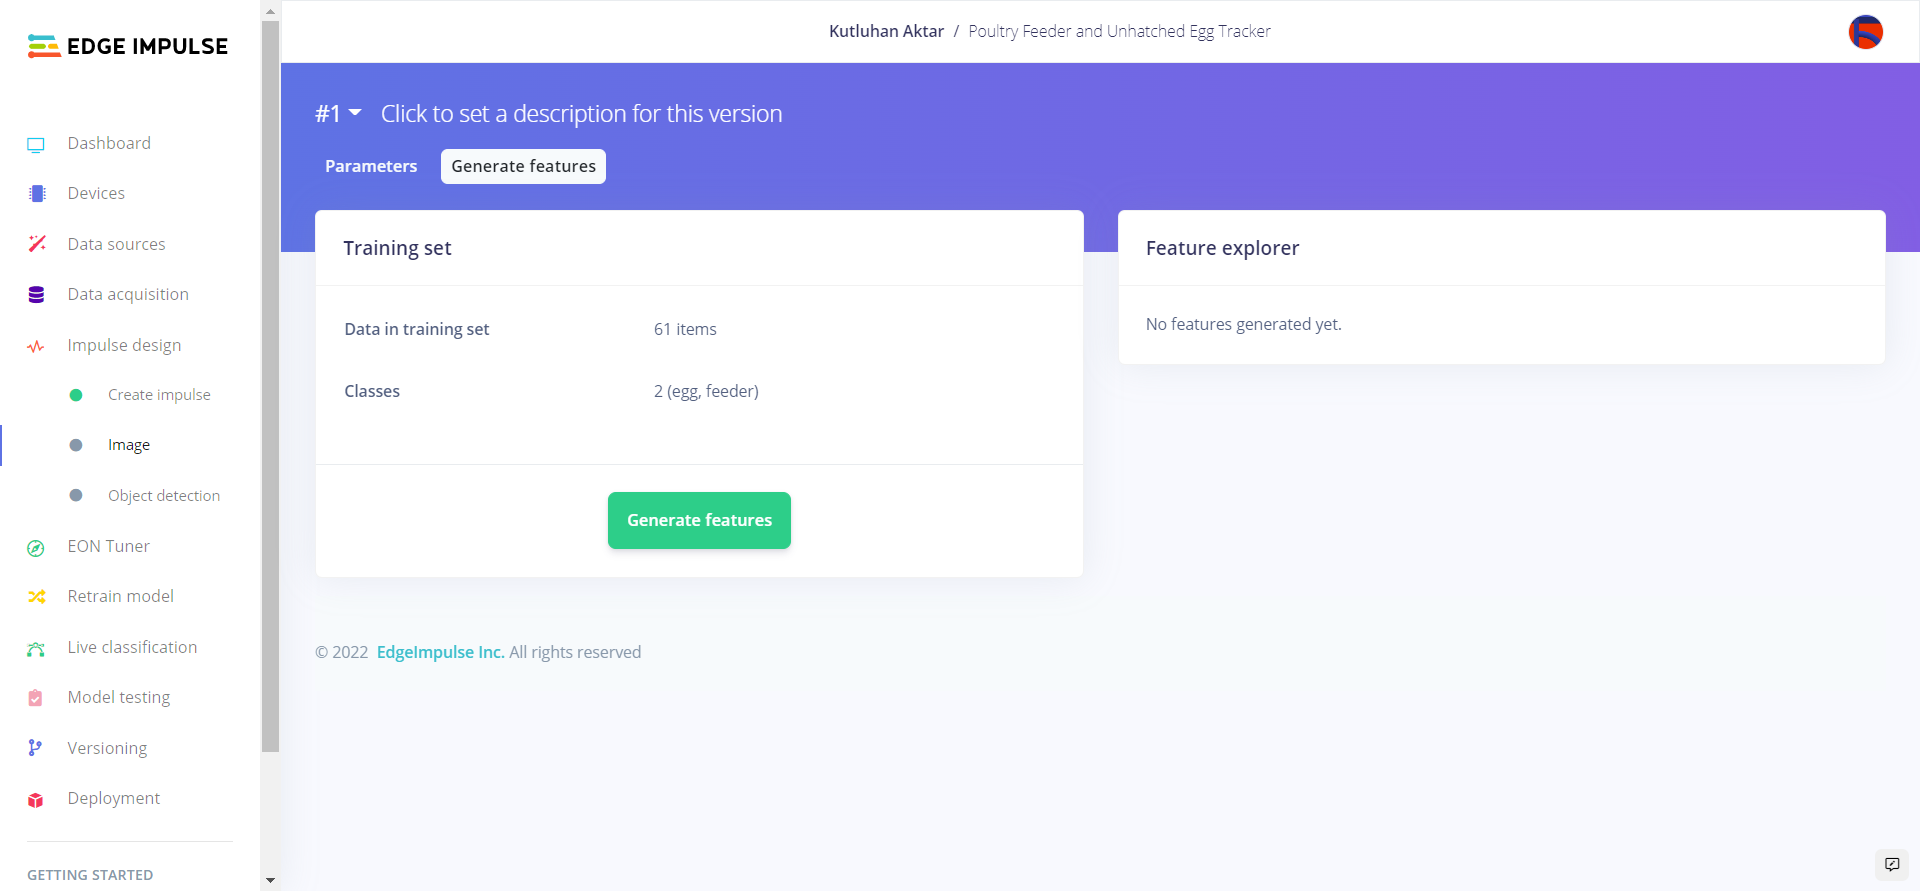 EDGE IMPULSE
Kutluhan Aktar / Poultry Feeder and Unhatched Egg Tracker
Dashboard
Devices
Data sources
Data acquisition
Impulse design
Create impulse
Image
Object detection
EON Tuner
Retrain model
Live classification
Model testing
Versioning
Deployment
GETTING STARTED
#1 Click to set a description for this version
Parameters Generate features
Training set
Data in training set 61 items
Classes 2 (egg, feeder)
Generate features
Feature explorer
No features generated yet.
© 2022 EdgeImpulse Inc. All rights reserved